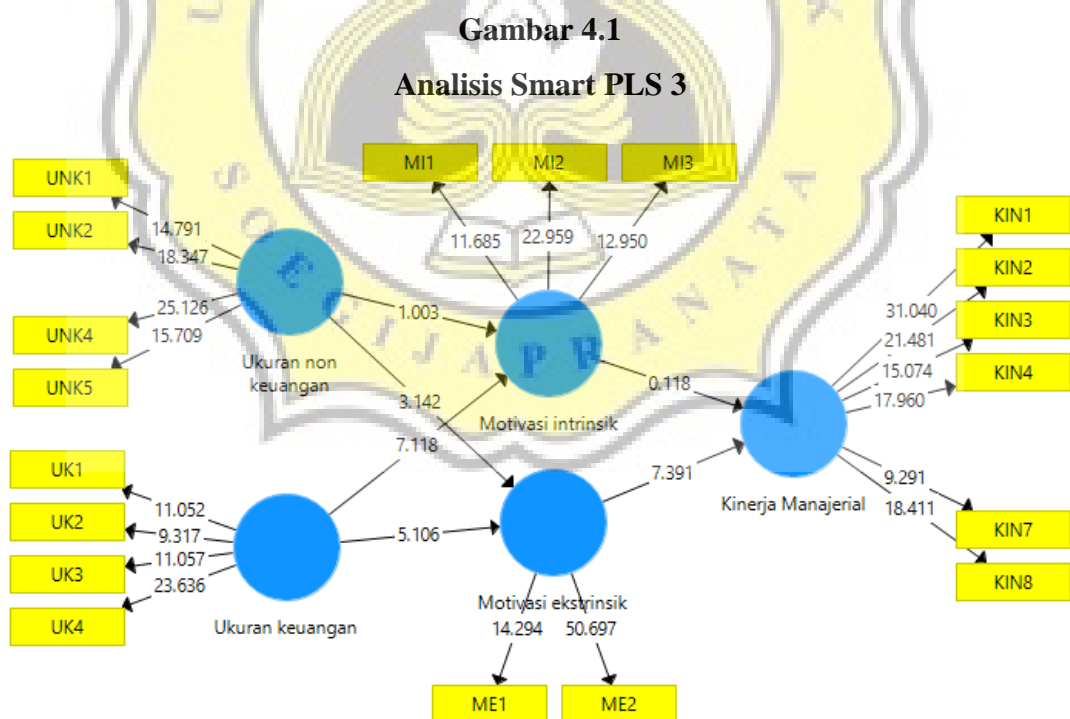 Gambar 4.1
Analisis Smart PLS 3
MI1 MI2 MI3
UNK1
UNK2
UNK4
UNK5
14.791
18.347
25.126
15.709
11.685 22.959 12.950
Ukuran non
keuangan
1.003
3.142
7.118
Motivasi intrinsik
0.118
KIN1
KIN2
KIN3
KIN4
31.040
21.481
15.074
17.960
Kinerja Manajerial
9.291
18.411
KIN7
KIN8
UK1
UK2
UK3
UK4
11.052
9.317
11.057
23.636
Ukuran keuangan
5.106
7.391
Motivasi ekstrinsik
14.294 50.697
ME1 ME2
SOEGIJAPRANATA